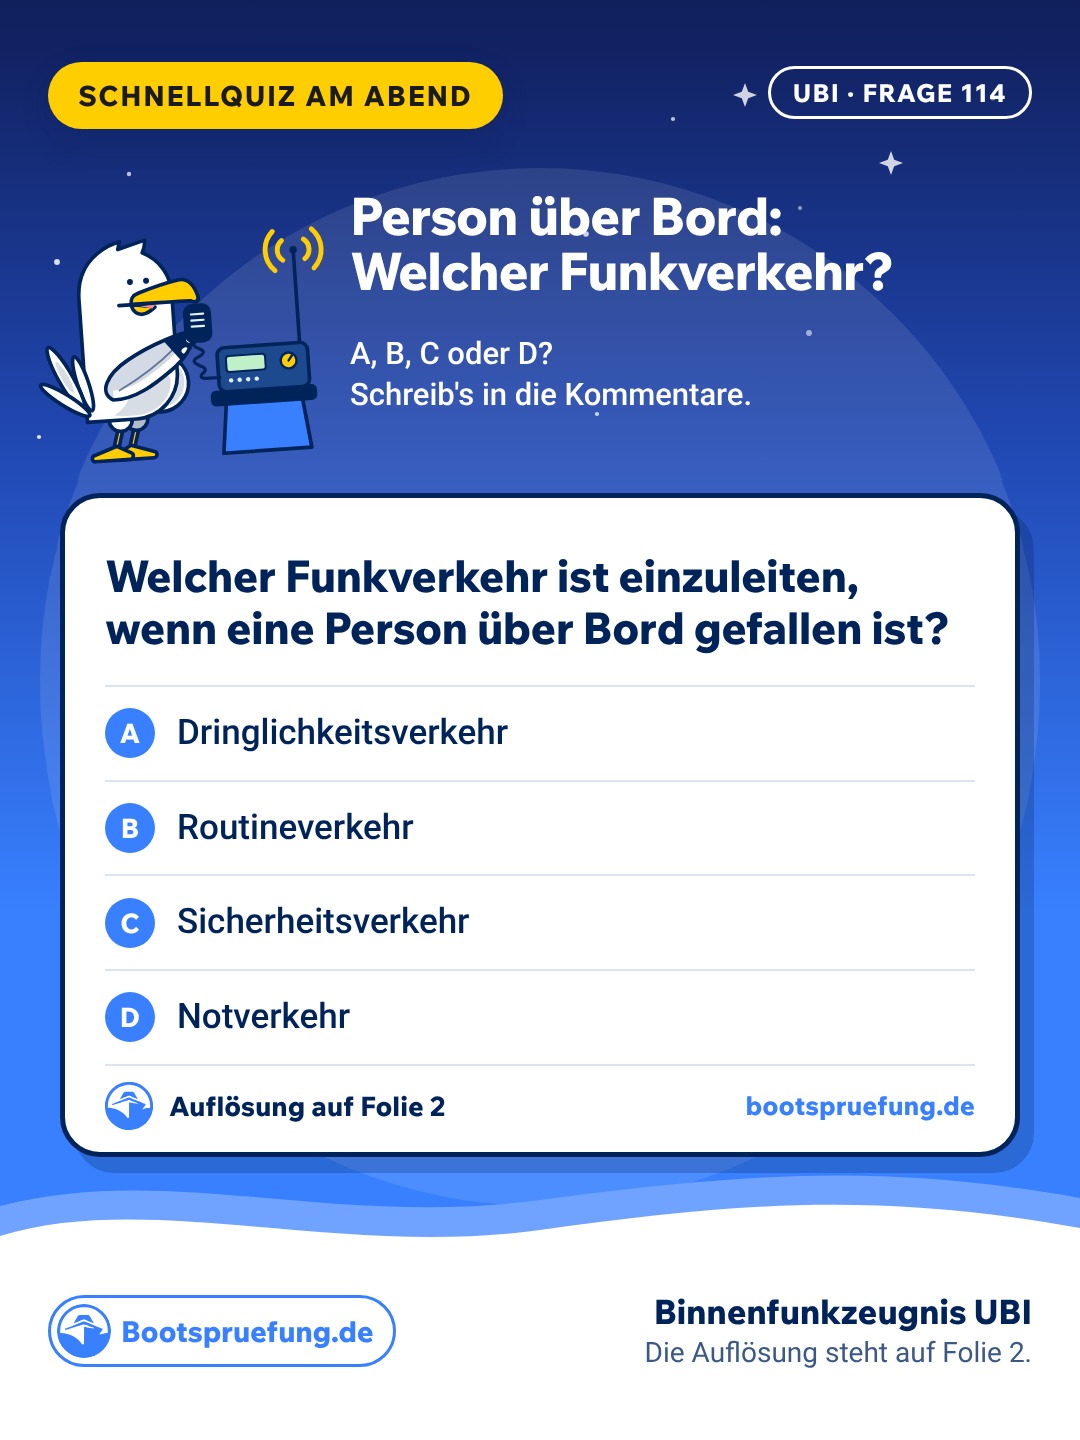 SCHNELLQUIZ AM ABEND
UBI · FRAGE 114
Person über Bord:
Welcher Funkverkehr?
A, B, C oder D?
Schreib's in die Kommentare.
Welcher Funkverkehr ist einzuleiten,
wenn eine Person über Bord gefallen ist?
A Dringlichkeitsverkehr
B Routineverkehr
C Sicherheitsverkehr
D Notverkehr
Auflösung auf Folie 2
bootspruefung.de
Bootspruefung.de
Binnenfunkzeugnis UBI
Die Auflösung steht auf Folie 2.